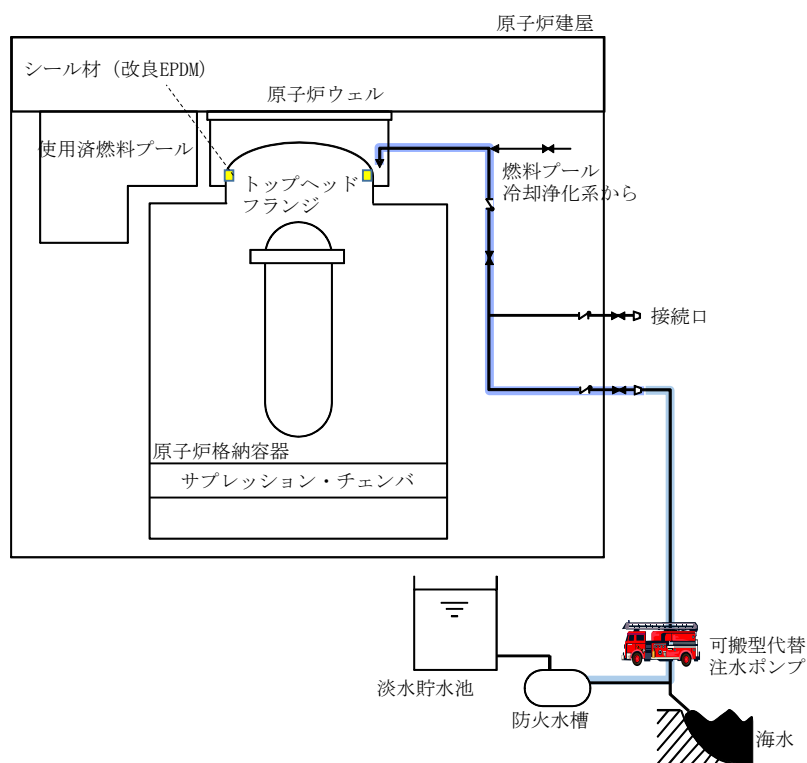 原子炉建屋
シール材（改良EPDM）
原子炉ウェル
使用済燃料プール
トップヘッド
フランジ
燃料プール
冷却浄化系から
接続口
原子炉格納容器
サプレッション・チェンバ
可搬型代替
注水ポンプ
淡水貯水池
防火水槽
海水